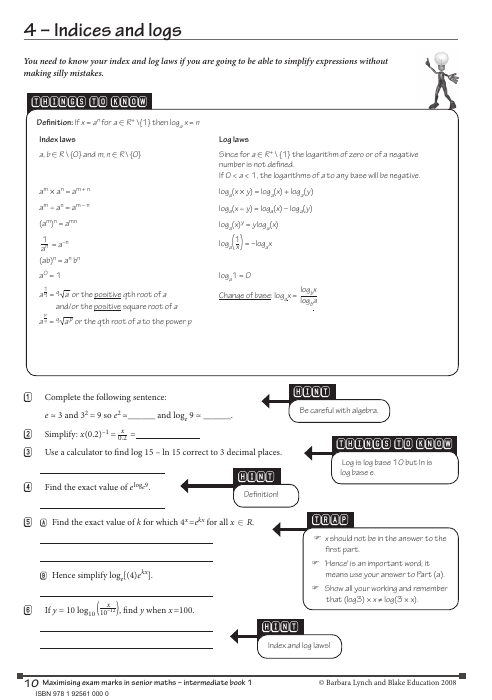 4 – Indices and logs
You need to know your index and log laws if you are going to be able to simplify expressions without
making silly mistakes.
THINGS TO KNOW
Definition: If x = aⁿ for a ∈ R⁺ \{1} then logₐ x = n
Index laws
a, b ∈ R \ {0} and m, n ∈ R \ {0}
aᵐ × aⁿ = aᵐ⁺ⁿ
aᵐ ÷ aⁿ = aᵐ⁻ⁿ
(aᵐ)ⁿ = aᵐⁿ
1/aⁿ = a⁻ⁿ
(ab)ⁿ = aⁿ bⁿ
a⁰ = 1
a^(1/q) = q√a or the positive qth root of a
and/or the positive square root of a
a^(p/q) = q√aᵖ or the qth root of a to the power p
Log laws
Since for a ∈ R⁺ \ {1} the logarithm of zero or of a negative
number is not defined.
If 0 < a < 1, the logarithms of a to any base will be negative.
logₐ(x × y) = logₐ(x) + logₐ(y)
logₐ(x ÷ y) = logₐ(x) – logₐ(y)
logₐ(x)ʸ = ylogₐ(x)
logₐ(1/x) = –logₐx
logₐ1 = 0
Change of base: logₐx = log_b x / log_b a
1 Complete the following sentence:
e ≈ 3 and 3² = 9 so e² ≈______ and logₑ 9 ≈ ______.
HINT
Be careful with algebra.
2 Simplify: x(0.2)⁻¹ = x/0.2 = ____________
3 Use a calculator to find log 15 – ln 15 correct to 3 decimal places.
THINGS TO KNOW
Log is log base 10 but ln is
log base e.
4 Find the exact value of e^(logₑ9).
HINT
Definition!
5 A Find the exact value of k for which 4ˣ=eᵏˣ for all x ∈ R.
B Hence simplify logₑ[(4)eᵏˣ].
TRAP
☞ x should not be in the answer to the
first part.
☞ 'Hence' is an important word; it
means use your answer to Part (a).
☞ Show all your working and remember
that (log3) × x ≠ log(3 × x).
6 If y = 10 log₁₀(x/10⁻¹²), find y when x=100.
HINT
Index and log laws!
10 Maximising exam marks in senior maths – intermediate book 1
© Barbara Lynch and Blake Education 2008
ISBN 978 1 92561 000 0